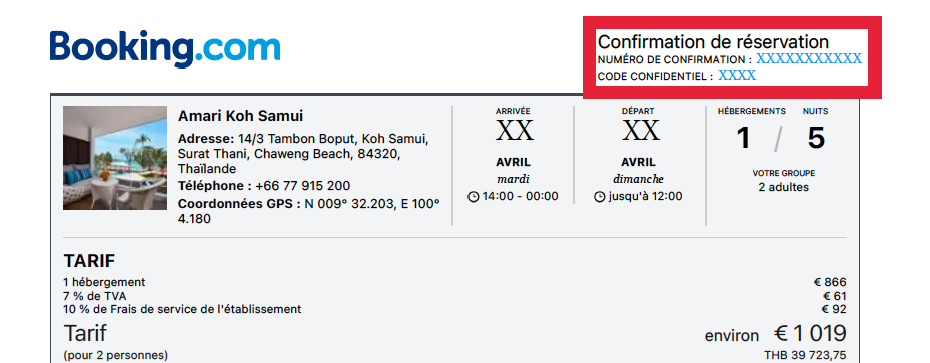 Booking.com
Confirmation de réservation
NUMÉRO DE CONFIRMATION : XXXXXXXXXXX
CODE CONFIDENTIEL : XXXX
Amari Koh Samui
Adresse: 14/3 Tambon Boput, Koh Samui,
Surat Thani, Chaweng Beach, 84320,
Thaïlande
Téléphone : +66 77 915 200
Coordonnées GPS : N 009° 32.203, E 100°
4.180
ARRIVÉE
XX
AVRIL
mardi
14:00 - 00:00
DÉPART
XX
AVRIL
dimanche
jusqu'à 12:00
HÉBERGEMENTS NUITS
1 / 5
VOTRE GROUPE
2 adultes
TARIF
1 hébergement € 866
7 % de TVA € 61
10 % de Frais de service de l'établissement € 92
Tarif environ € 1 019
(pour 2 personnes) THB 39 723,75